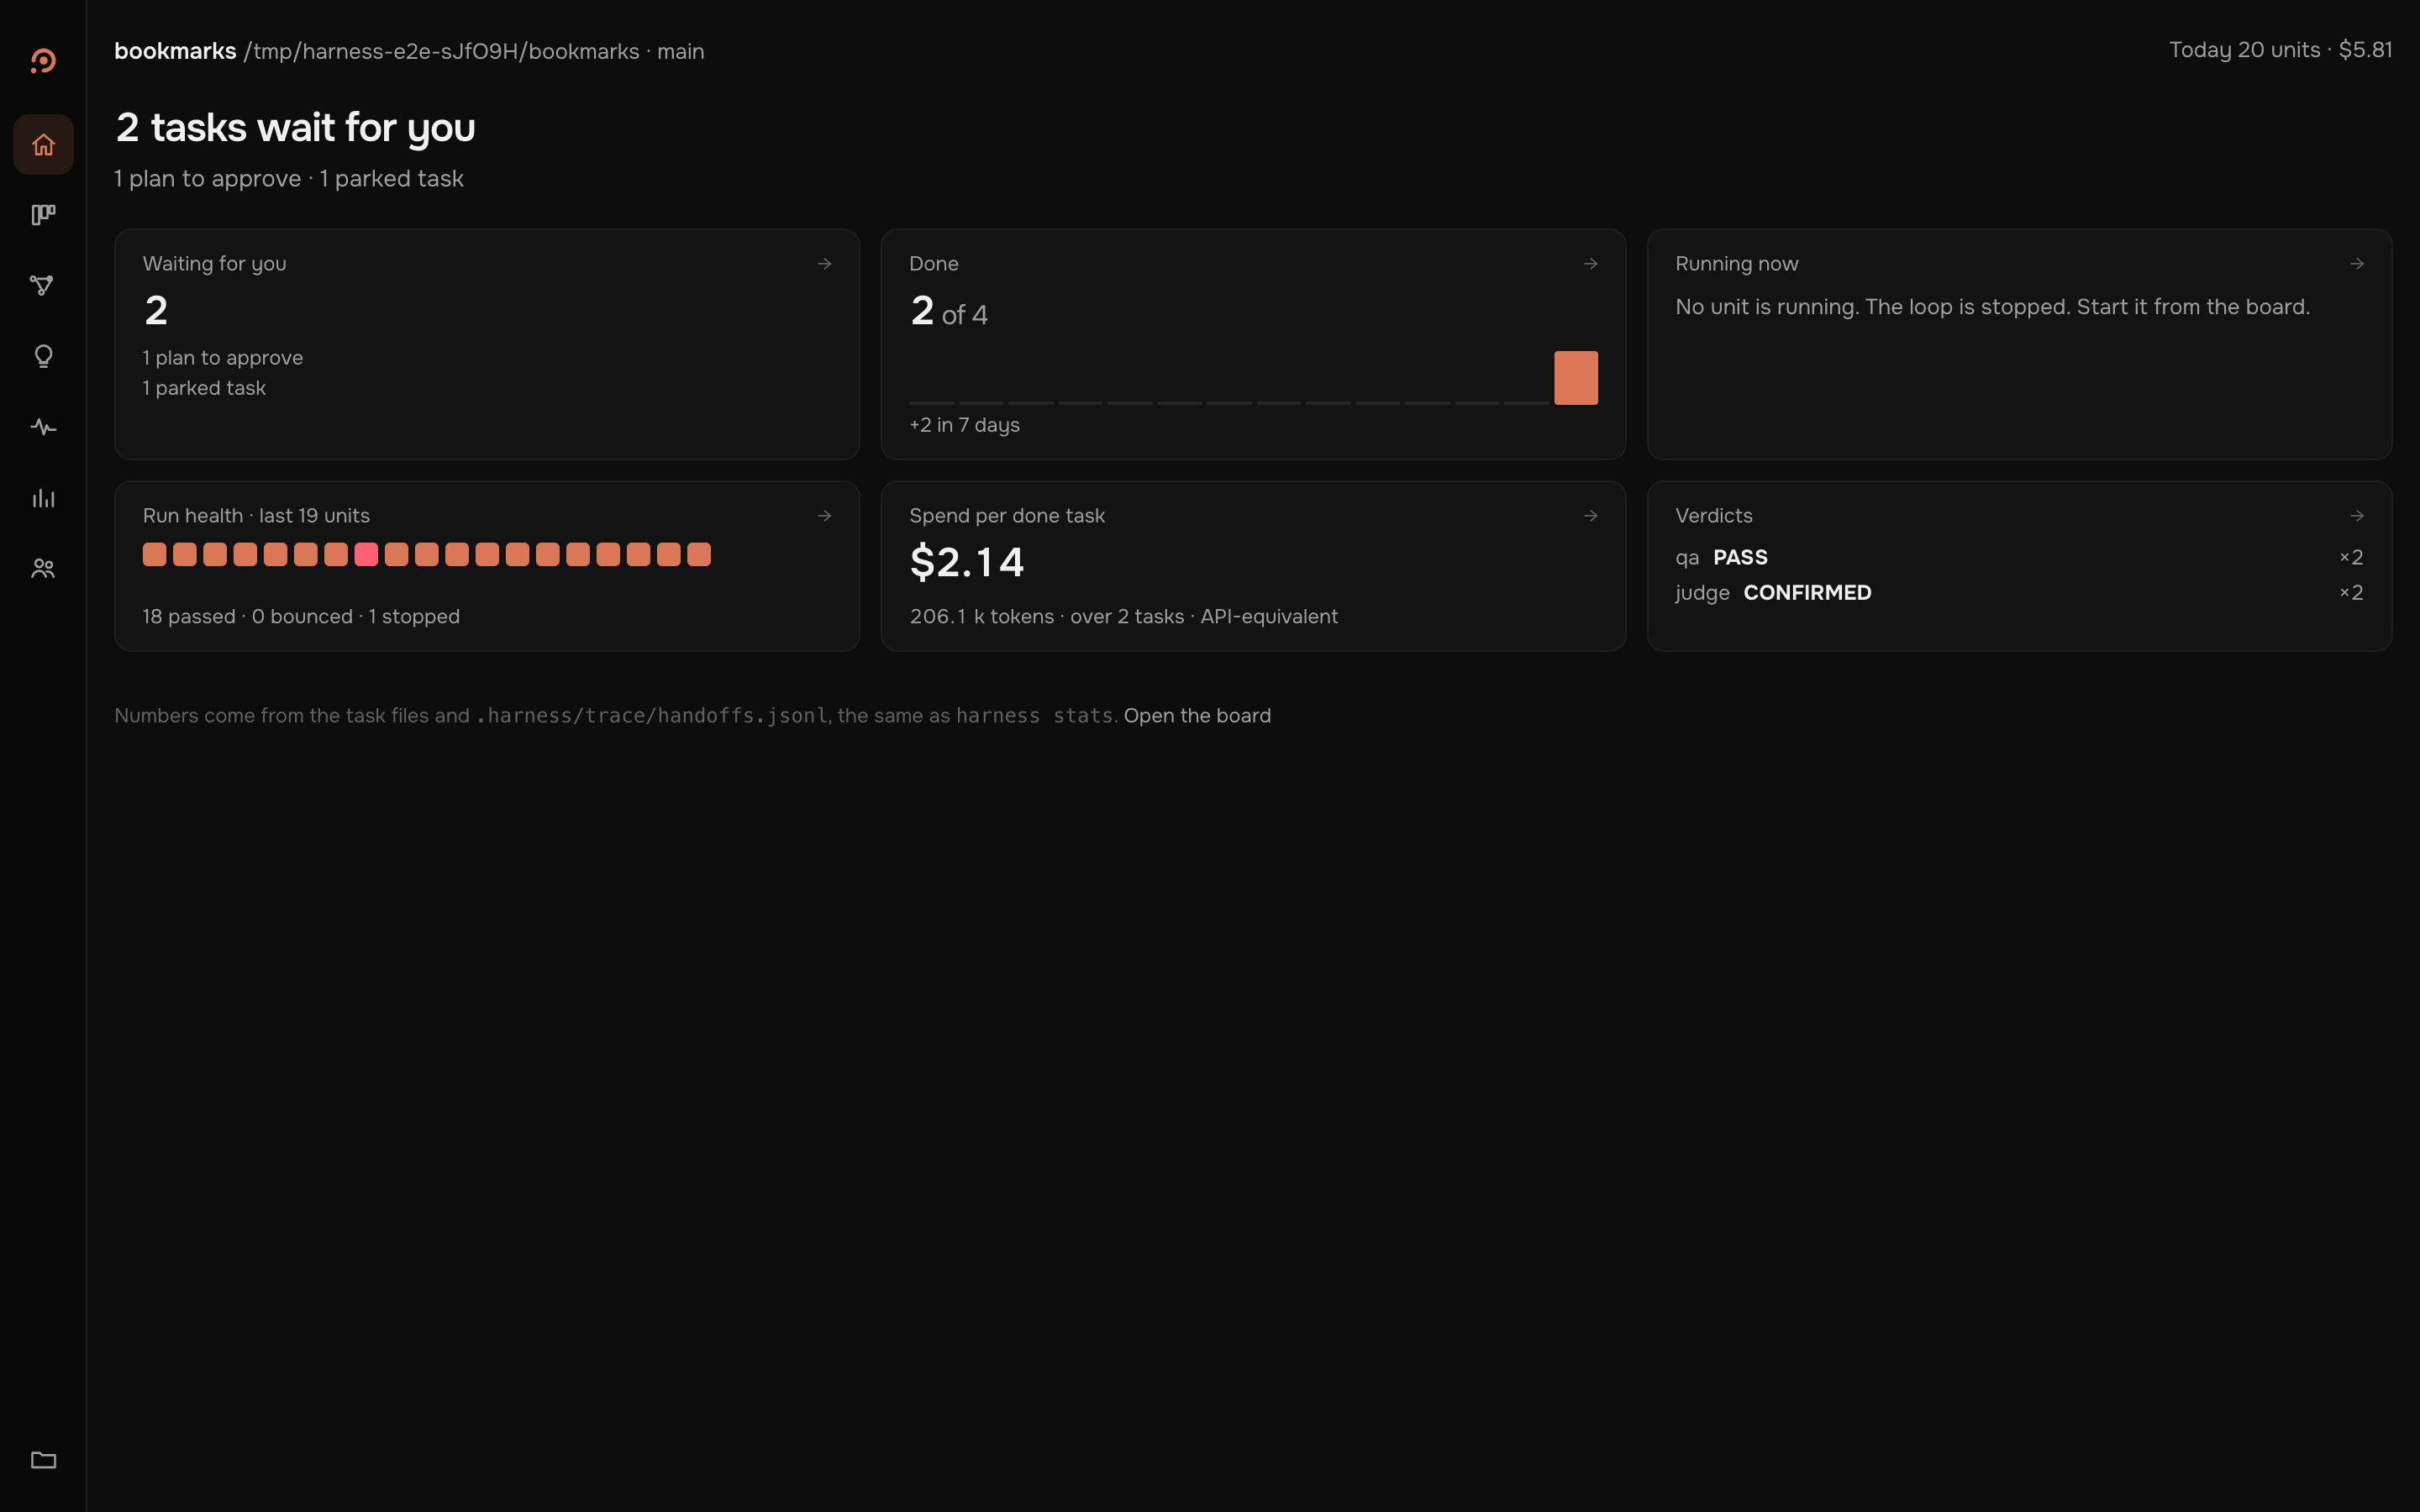 bookmarks /tmp/harness-e2e-sJfO9H/bookmarks · main
Today 20 units · $5.81
2 tasks wait for you
1 plan to approve · 1 parked task
Waiting for you →
2
1 plan to approve
1 parked task
Done →
2 of 4
+2 in 7 days
Running now →
No unit is running. The loop is stopped. Start it from the board.
Run health · last 19 units →
18 passed · 0 bounced · 1 stopped
Spend per done task →
$2.14
206.1 k tokens · over 2 tasks · API-equivalent
Verdicts →
qa PASS ×2
judge CONFIRMED ×2
Numbers come from the task files and .harness/trace/handoffs.jsonl, the same as harness stats. Open the board